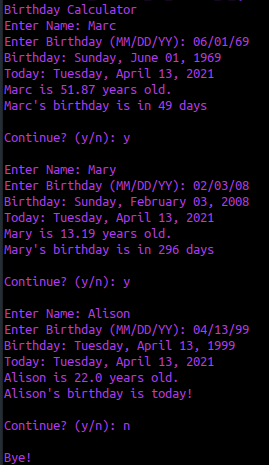 Birthday Calculator
Enter Name: Marc
Enter Birthday (MM/DD/YY): 06/01/69
Birthday: Sunday, June 01, 1969
Today: Tuesday, April 13, 2021
Marc is 51.87 years old.
Marc's birthday is in 49 days
Continue? (y/n): y
Enter Name: Mary
Enter Birthday (MM/DD/YY): 02/03/08
Birthday: Sunday, February 03, 2008
Today: Tuesday, April 13, 2021
Mary is 13.19 years old.
Mary's birthday is in 296 days
Continue? (y/n): y
Enter Name: Alison
Enter Birthday (MM/DD/YY): 04/13/99
Birthday: Tuesday, April 13, 1999
Today: Tuesday, April 13, 2021
Alison is 22.0 years old.
Alison's birthday is today!
Continue? (y/n): n
Bye!